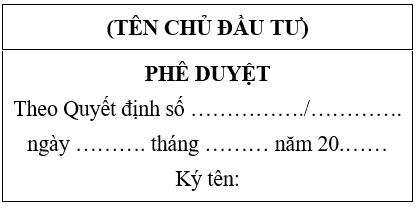 (TÊN CHỦ ĐẦU TƯ)
PHÊ DUYỆT
Theo Quyết định số ……………./………….
ngày ………. tháng ……… năm 20.……
Ký tên: